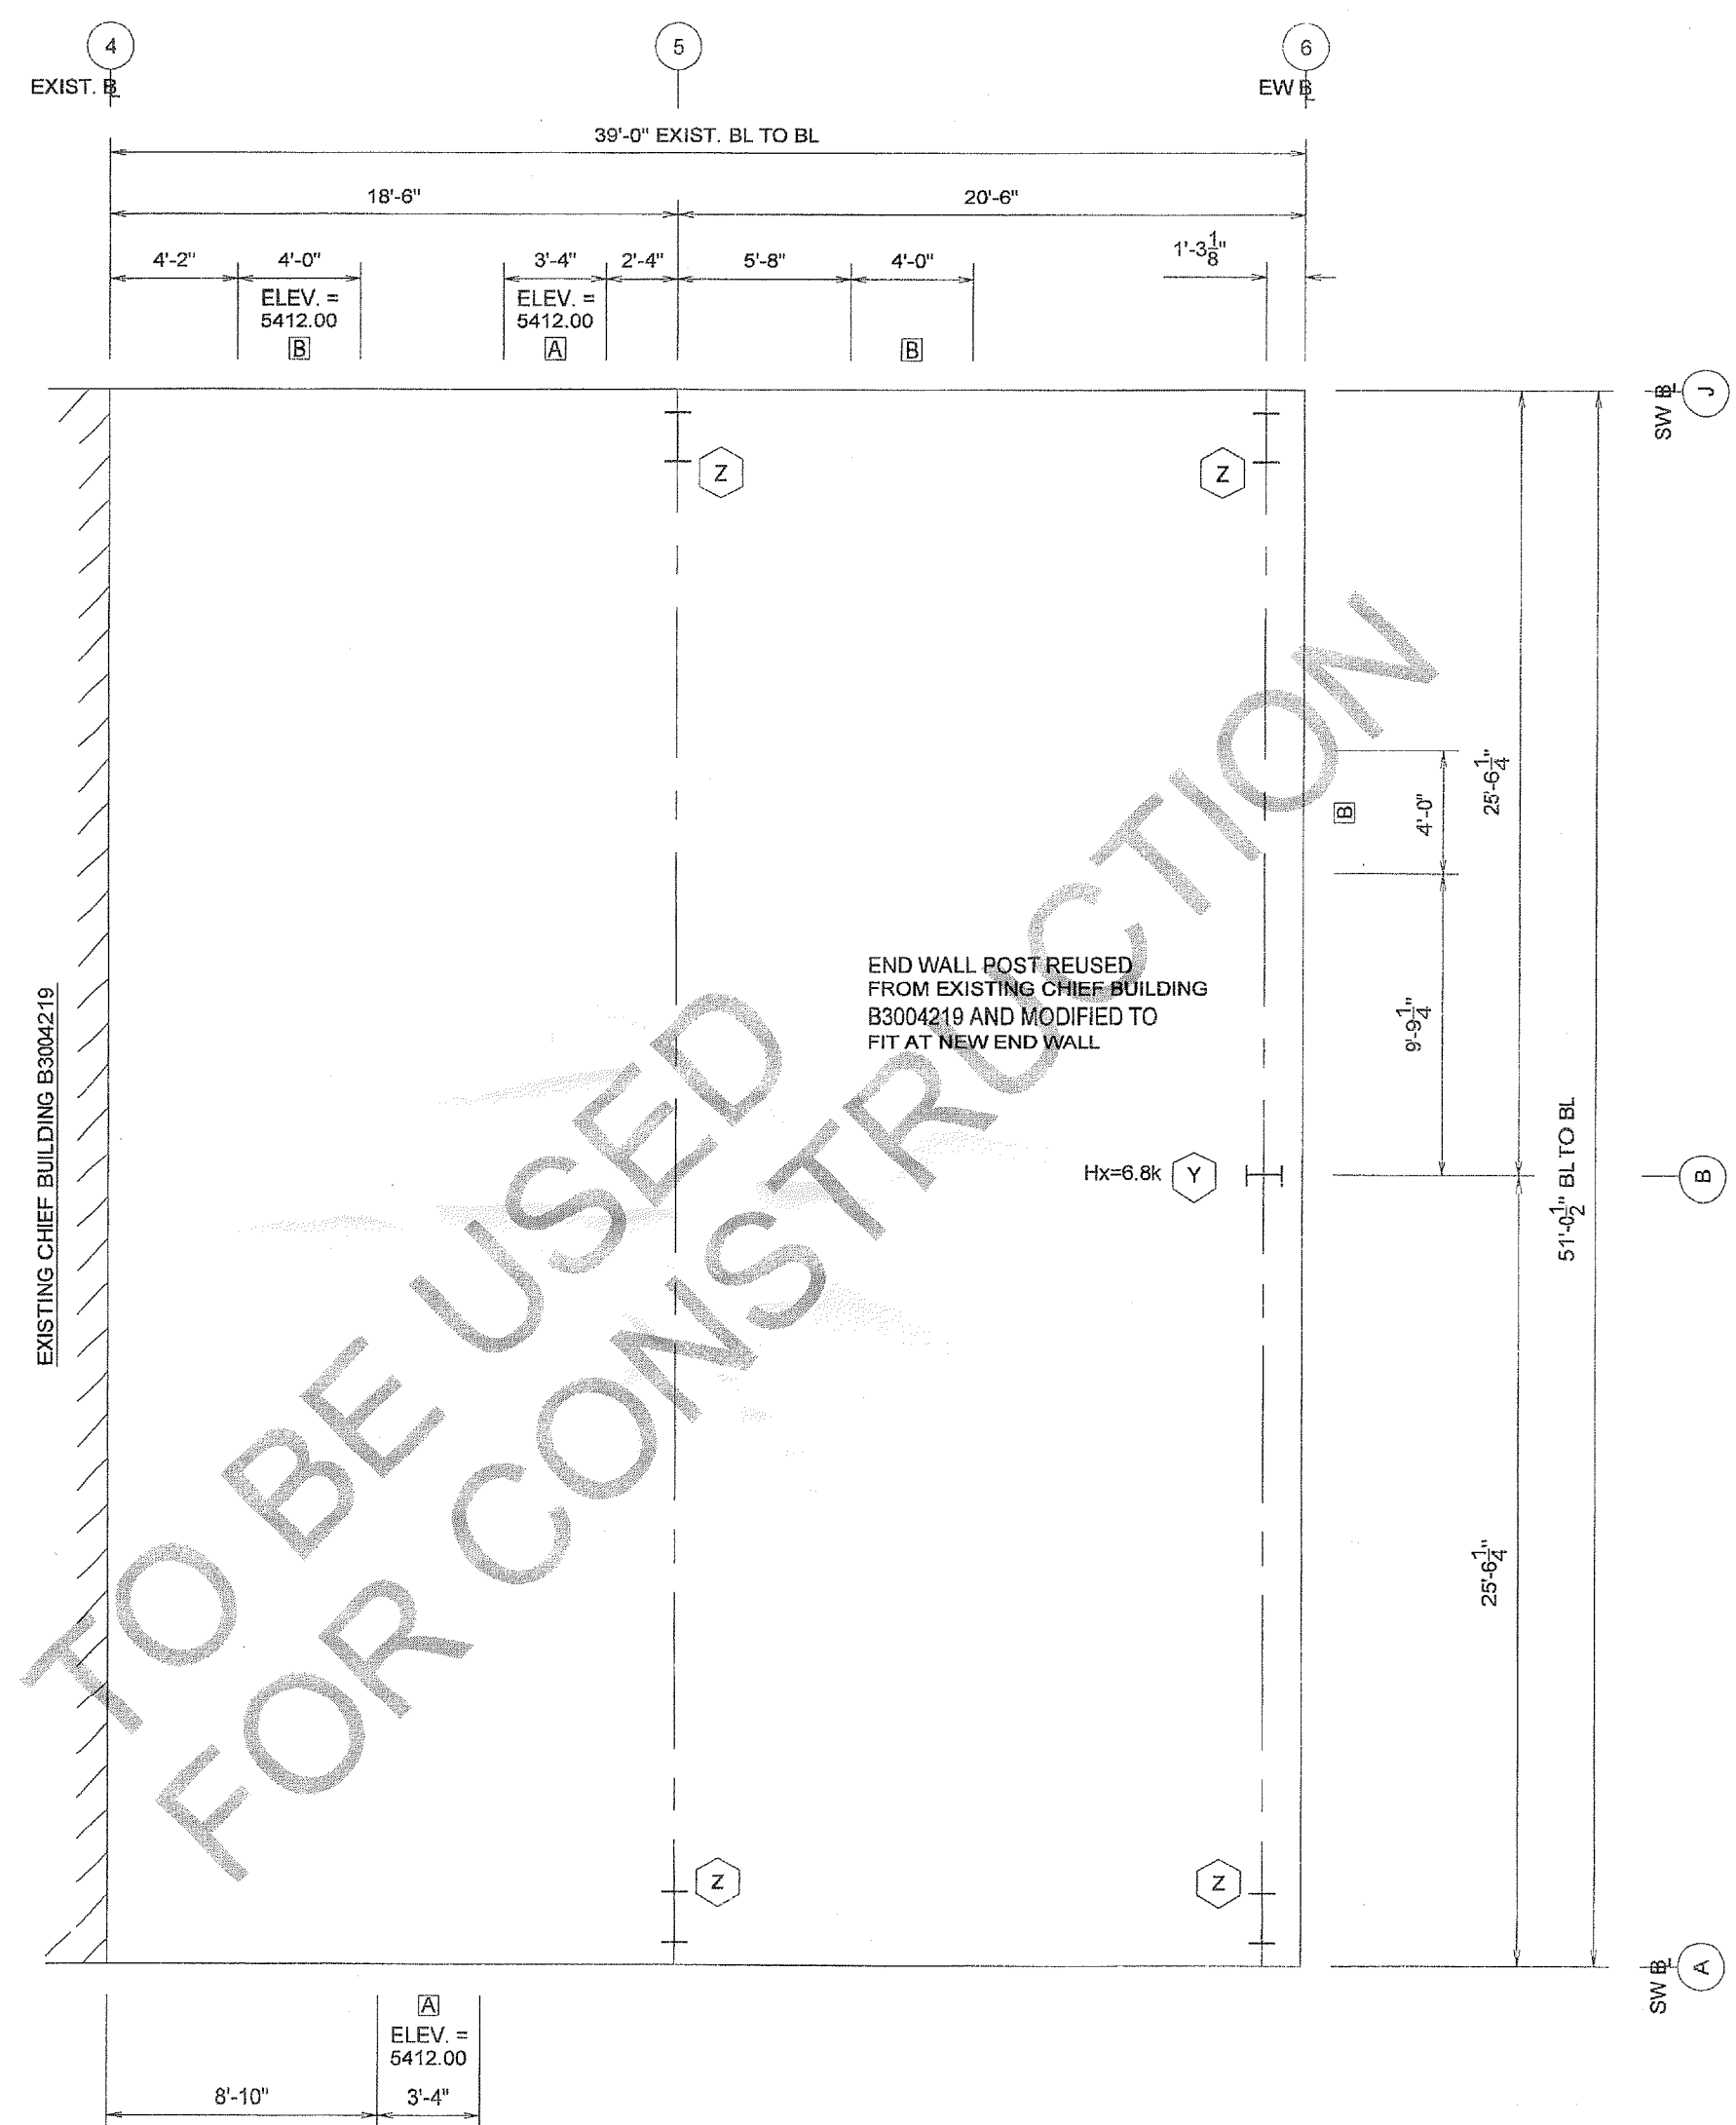 4
5
6
EXIST. BL
EW BL
39'-0" EXIST. BL TO BL
18'-6"
20'-6"
4'-2"
4'-0"
3'-4"
2'-4"
5'-8"
4'-0"
1'-3 1/8"
ELEV. =
5412.00
B
ELEV. =
5412.00
A
B
SW BL
J
Z
Z
B
4'-0"
25'-6 1/4"
9'-9 1/4"
END WALL POST REUSED
FROM EXISTING CHIEF BUILDING
B3004219 AND MODIFIED TO
FIT AT NEW END WALL
EXISTING CHIEF BUILDING B3004219
Hx=6.8k
Y
B
51'-0 1/2" BL TO BL
25'-6 1/4"
TO BE USED
FOR CONSTRUCTION
Z
Z
SW BL
A
A
ELEV. =
5412.00
8'-10"
3'-4"